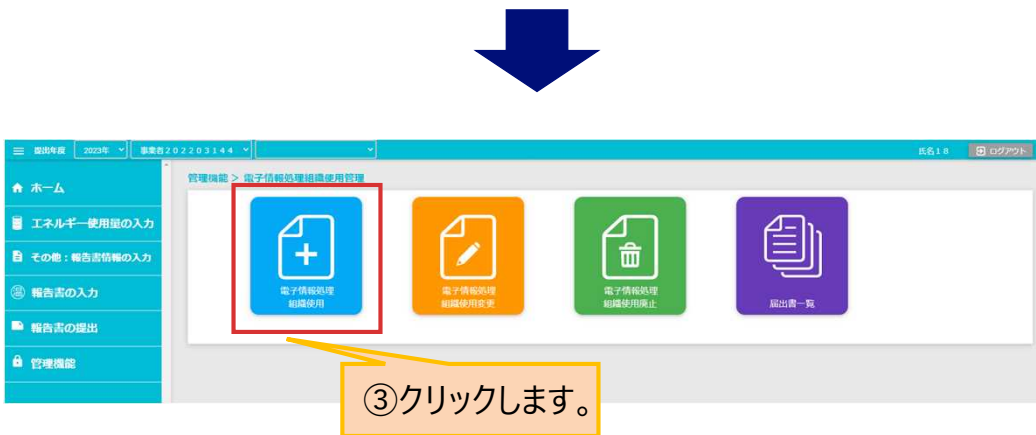 提出年度 2023年 事業者202203144 氏名18 ログアウト
管理機能 > 電子情報処理組織使用管理
ホーム
エネルギー使用量の入力
その他：報告書情報の入力
報告書の入力
報告書の提出
管理機能
電子情報処理
組織使用
電子情報処理
組織使用変更
電子情報処理
組織使用廃止
届出書一覧
③クリックします。